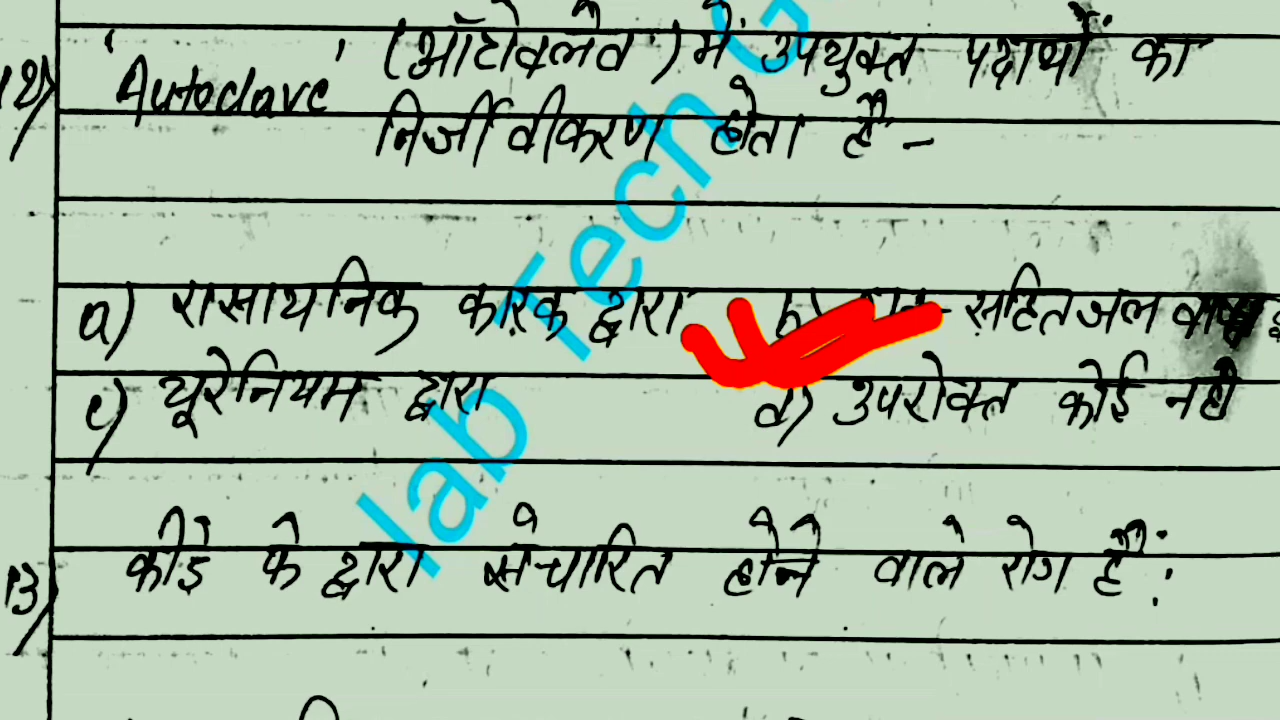 12) 'Autoclave' (ऑटोक्लेव) में उपयुक्त पदार्थों का
निर्जीवीकरण होता है -
a) रासायनिक कारक द्वारा b) सहित जल
c) यूरेनियम द्वारा d) उपरोक्त कोई नही
13) कीडे के द्वारा संचारित होने वाले रोग है :
lab Tech